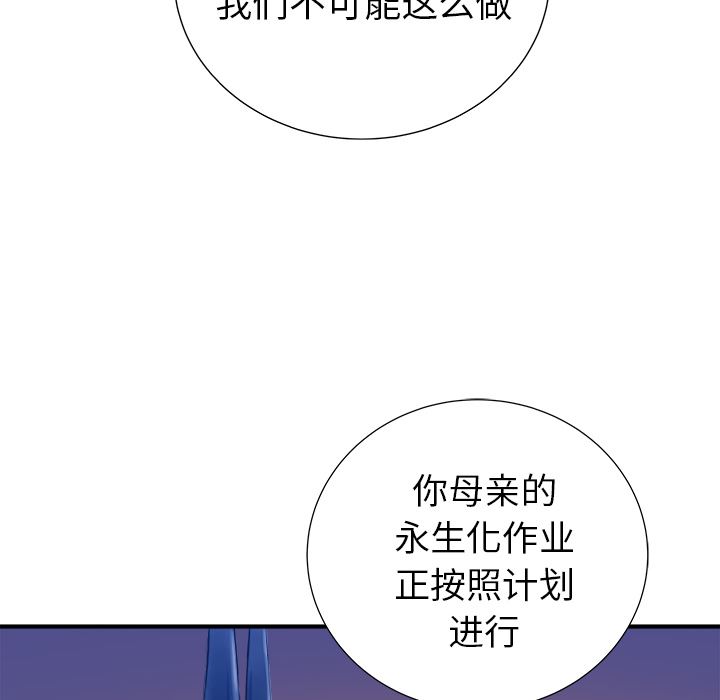 我们不可能这么做
你母亲的
永生化作业
正按照计划
进行